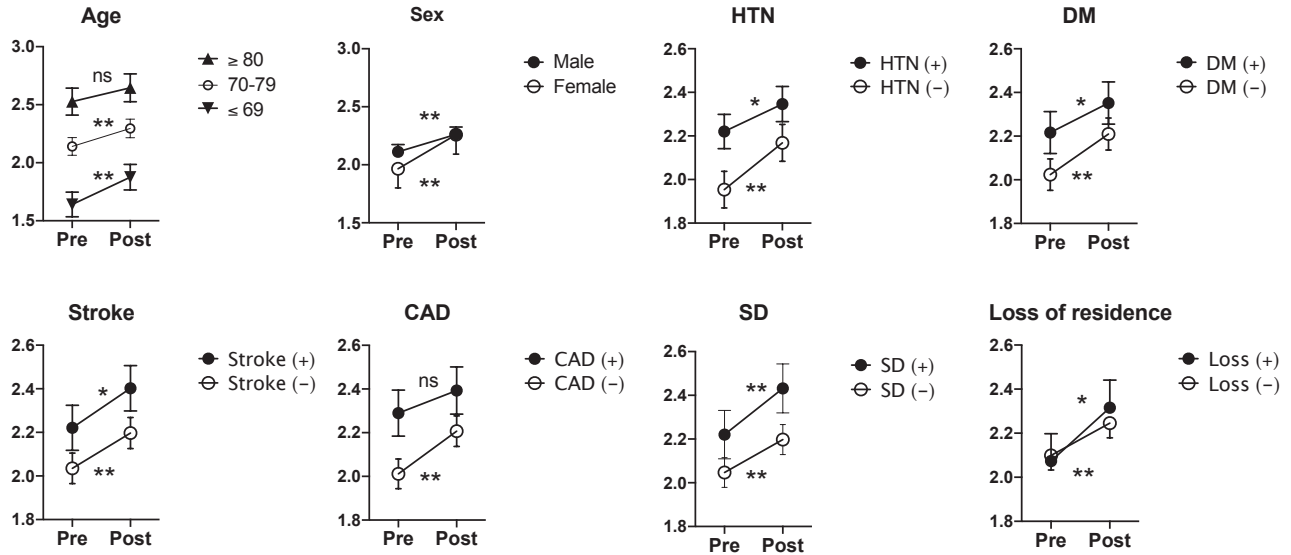 Age
3.0
2.5
2.0
1.5
ns
**
**
Pre Post
≥ 80
70-79
≤ 69
Sex
3.0
2.5
2.0
1.5
**
**
Pre Post
Male
Female
HTN
2.6
2.4
2.2
2.0
1.8
*
**
Pre Post
HTN (+)
HTN (−)
DM
2.6
2.4
2.2
2.0
1.8
*
**
Pre Post
DM (+)
DM (−)
Stroke
2.6
2.4
2.2
2.0
1.8
*
**
Pre Post
Stroke (+)
Stroke (−)
CAD
2.6
2.4
2.2
2.0
1.8
ns
**
Pre Post
CAD (+)
CAD (−)
SD
2.6
2.4
2.2
2.0
1.8
**
**
Pre Post
SD (+)
SD (−)
Loss of residence
2.6
2.4
2.2
2.0
1.8
*
**
Pre Post
Loss (+)
Loss (−)